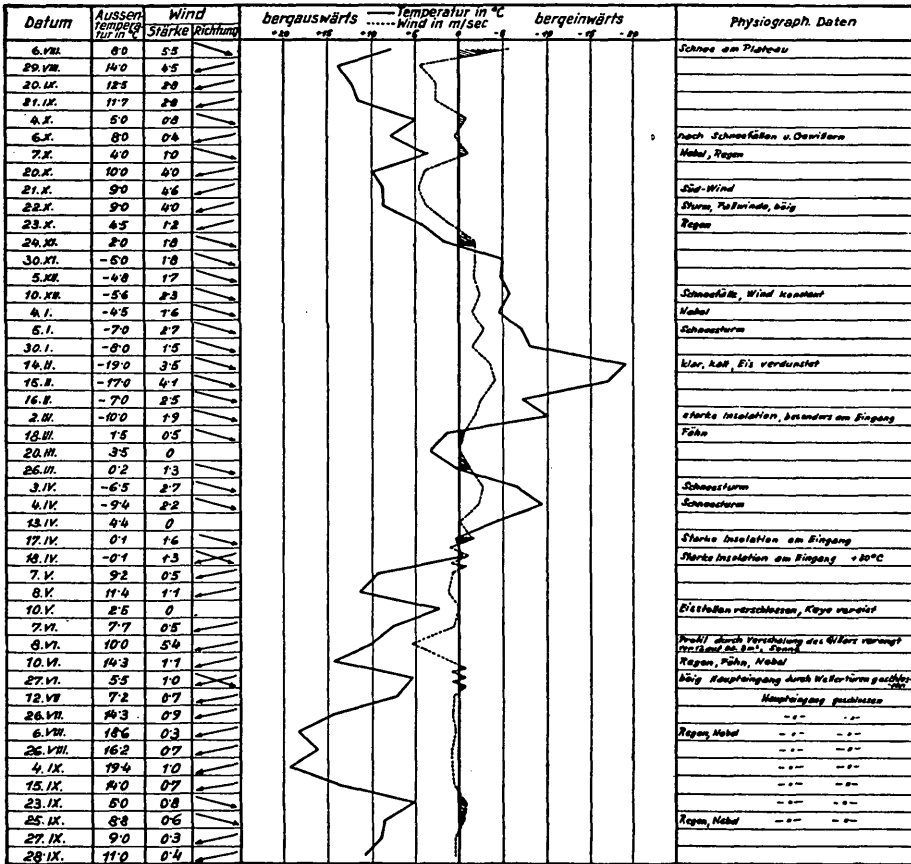 Datum Aussen- temperatur in °C Wind Stärke Richtung bergauswärts Temperatur in °C Wind in m/sec bergeinwärts Physiograph. Daten
+20 +15 +10 +5 0 -5 -10 -15 -20
6.VIII. 8·0 5·5 Schnee am Plateau
29.VIII. 14·0 4·5
20.IX. 12·5 2·8
21.IX. 11·7 2·8
4.X. 5·0 0·8
6.X. 8·0 0·4 nach Schneefällen u. Gewittern
7.X. 4·0 1·0 Nebel, Regen
20.X. 10·0 4·0
21.X. 9·0 4·6 Süd-Wind
22.X. 9·0 4·0 Sturm, Fallwinde, böig
23.X. 4·5 1·2 Regen
24.XI. 2·0 1·8
30.XI. -5·0 1·8
5.XII. -4·8 1·7
10.XII. -5·6 2·3 Schneefälle, Wind konstant
4.I. -4·5 1·6 Nebel
5.I. -7·0 2·7 Schneesturm
30.I. -8·0 1·5
14.II. -19·0 3·5 klar, kalt, Eis verdunstet
15.II. -17·0 4·1
16.II. -7·0 2·5
2.III. -10·0 1·9 starke Insolation, besonders am Eingang
18.III. 1·5 0·5 Föhn
20.III. 3·5 0
26.III. 0·2 1·3
3.IV. -6·5 2·7 Schneesturm
4.IV. -9·4 2·2 Schneesturm
13.IV. 4·4 0
17.IV. 0·1 1·6 Starke Insolation am Eingang
18.IV. -0·1 1·3 Starke Insolation am Eingang +20°C
7.V. 9·2 0·5
8.V. 11·4 1·1
10.V. 2·5 0 Eisstollen verschlossen, Kaye vereist
7.VI. 7·7 0·5
8.VI. 10·0 5·4 Profil durch Verschalung des Gitters verengt
10.VI. 14·3 1·1 Regen, Föhn, Nebel
27.VI. 5·5 1·0 böig Haupteingang durch Wettertüren geschlossen
12.VII 7·2 0·7 Haupteingang geschlossen
26.VII. 14·3 0·9 -"- -"-
6.VIII. 18·6 0·3 Regen, Nebel -"- -"-
26.VIII. 16·2 0·7 -"- -"-
4.IX. 19·4 1·0 -"- -"-
15.IX. 14·0 0·7 -"- -"-
23.IX. 5·0 0·8 -"- -"-
25.IX. 8·8 0·6 Regen, Nebel -"- -"-
27.IX. 9·0 0·3
28.IX. 11·0 0·4